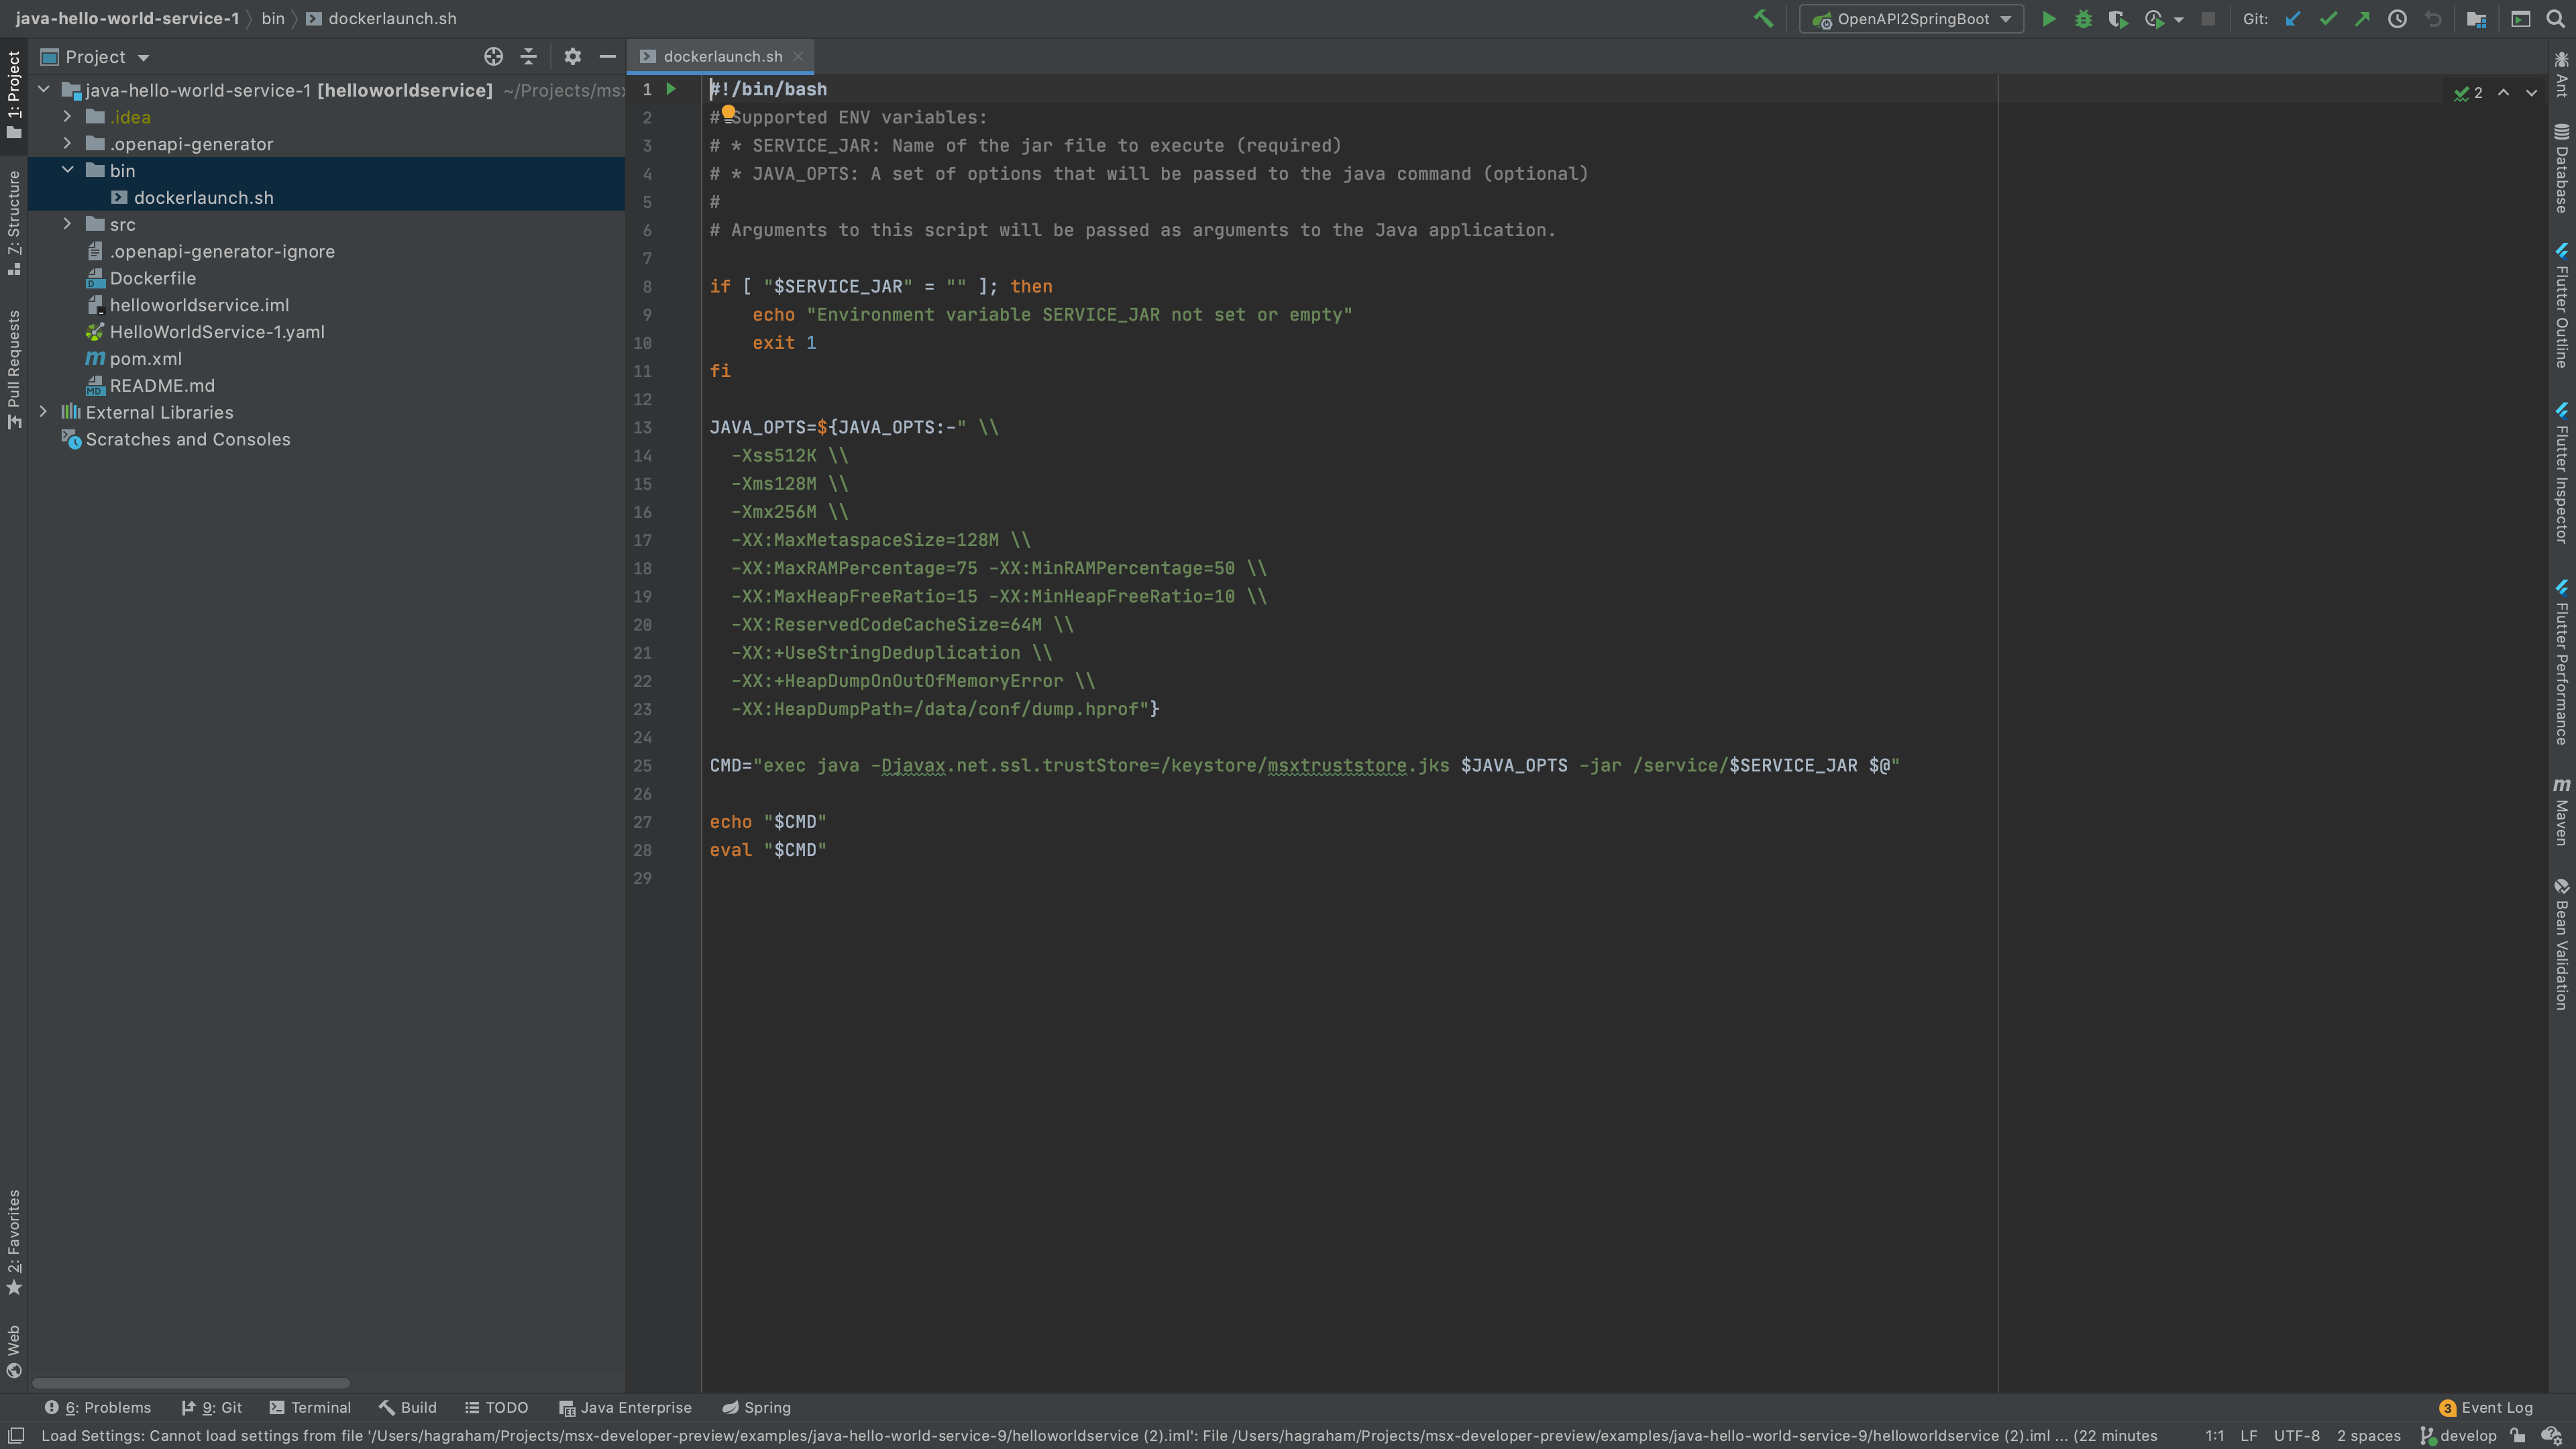 java-hello-world-service-1 bin dockerlaunch.sh
OpenAPI2SpringBoot
Git:
1: Project
Z: Structure
Pull Requests
2: Favorites
Web
Project
java-hello-world-service-1 [helloworldservice] ~/Projects/msx
.idea
.openapi-generator
bin
dockerlaunch.sh
src
.openapi-generator-ignore
Dockerfile
helloworldservice.iml
HelloWorldService-1.yaml
pom.xml
README.md
External Libraries
Scratches and Consoles
dockerlaunch.sh
2
1 #!/bin/bash
2 # Supported ENV variables:
3 # * SERVICE_JAR: Name of the jar file to execute (required)
4 # * JAVA_OPTS: A set of options that will be passed to the java command (optional)
5 #
6 # Arguments to this script will be passed as arguments to the Java application.
7
8 if [ "$SERVICE_JAR" = "" ]; then
9     echo "Environment variable SERVICE_JAR not set or empty"
10     exit 1
11 fi
12
13 JAVA_OPTS=${JAVA_OPTS:-" \\
14   -Xss512K \\
15   -Xms128M \\
16   -Xmx256M \\
17   -XX:MaxMetaspaceSize=128M \\
18   -XX:MaxRAMPercentage=75 -XX:MinRAMPercentage=50 \\
19   -XX:MaxHeapFreeRatio=15 -XX:MinHeapFreeRatio=10 \\
20   -XX:ReservedCodeCacheSize=64M \\
21   -XX:+UseStringDeduplication \\
22   -XX:+HeapDumpOnOutOfMemoryError \\
23   -XX:HeapDumpPath=/data/conf/dump.hprof"}
24
25 CMD="exec java -Djavax.net.ssl.trustStore=/keystore/msxtruststore.jks $JAVA_OPTS -jar /service/$SERVICE_JAR $@"
26
27 echo "$CMD"
28 eval "$CMD"
29
Ant
Database
Flutter Outline
Flutter Inspector
Flutter Performance
m Maven
Bean Validation
6: Problems 9: Git Terminal Build TODO Java Enterprise Spring 3 Event Log
Load Settings: Cannot load settings from file '/Users/hagraham/Projects/msx-developer-preview/examples/java-hello-world-service-9/helloworldservice (2).iml': File /Users/hagraham/Projects/msx-developer-preview/examples/java-hello-world-service-9/helloworldservice (2).iml ... (22 minutes 1:1 LF UTF-8 2 spaces develop